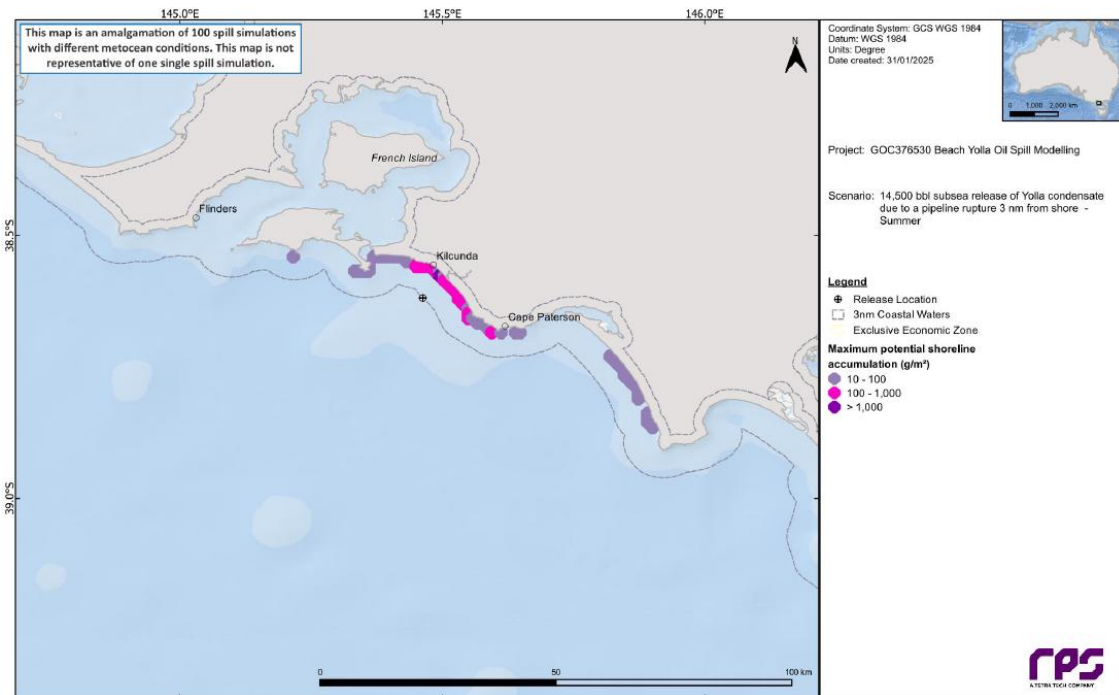 145.0°E
145.5°E
146.0°E
This map is an amalgamation of 100 spill simulations
with different metocean conditions. This map is not
representative of one single spill simulation.
N
French Island
Flinders
38.5°S
Kilcunda
Cape Paterson
39.0°S
0
50
100 km
Coordinate System: GCS WGS 1984
Datum: WGS 1984
Units: Degree
Date created: 31/01/2025
0 1,000 2,000 km
Project: GOC376530 Beach Yolla Oil Spill Modelling
Scenario: 14,500 bbl subsea release of Yolla condensate
due to a pipeline rupture 3 nm from shore -
Summer
Legend
Release Location
3nm Coastal Waters
Exclusive Economic Zone
Maximum potential shoreline
accumulation (g/m²)
10 - 100
100 - 1,000
> 1,000
rps
A TETRA TECH COMPANY